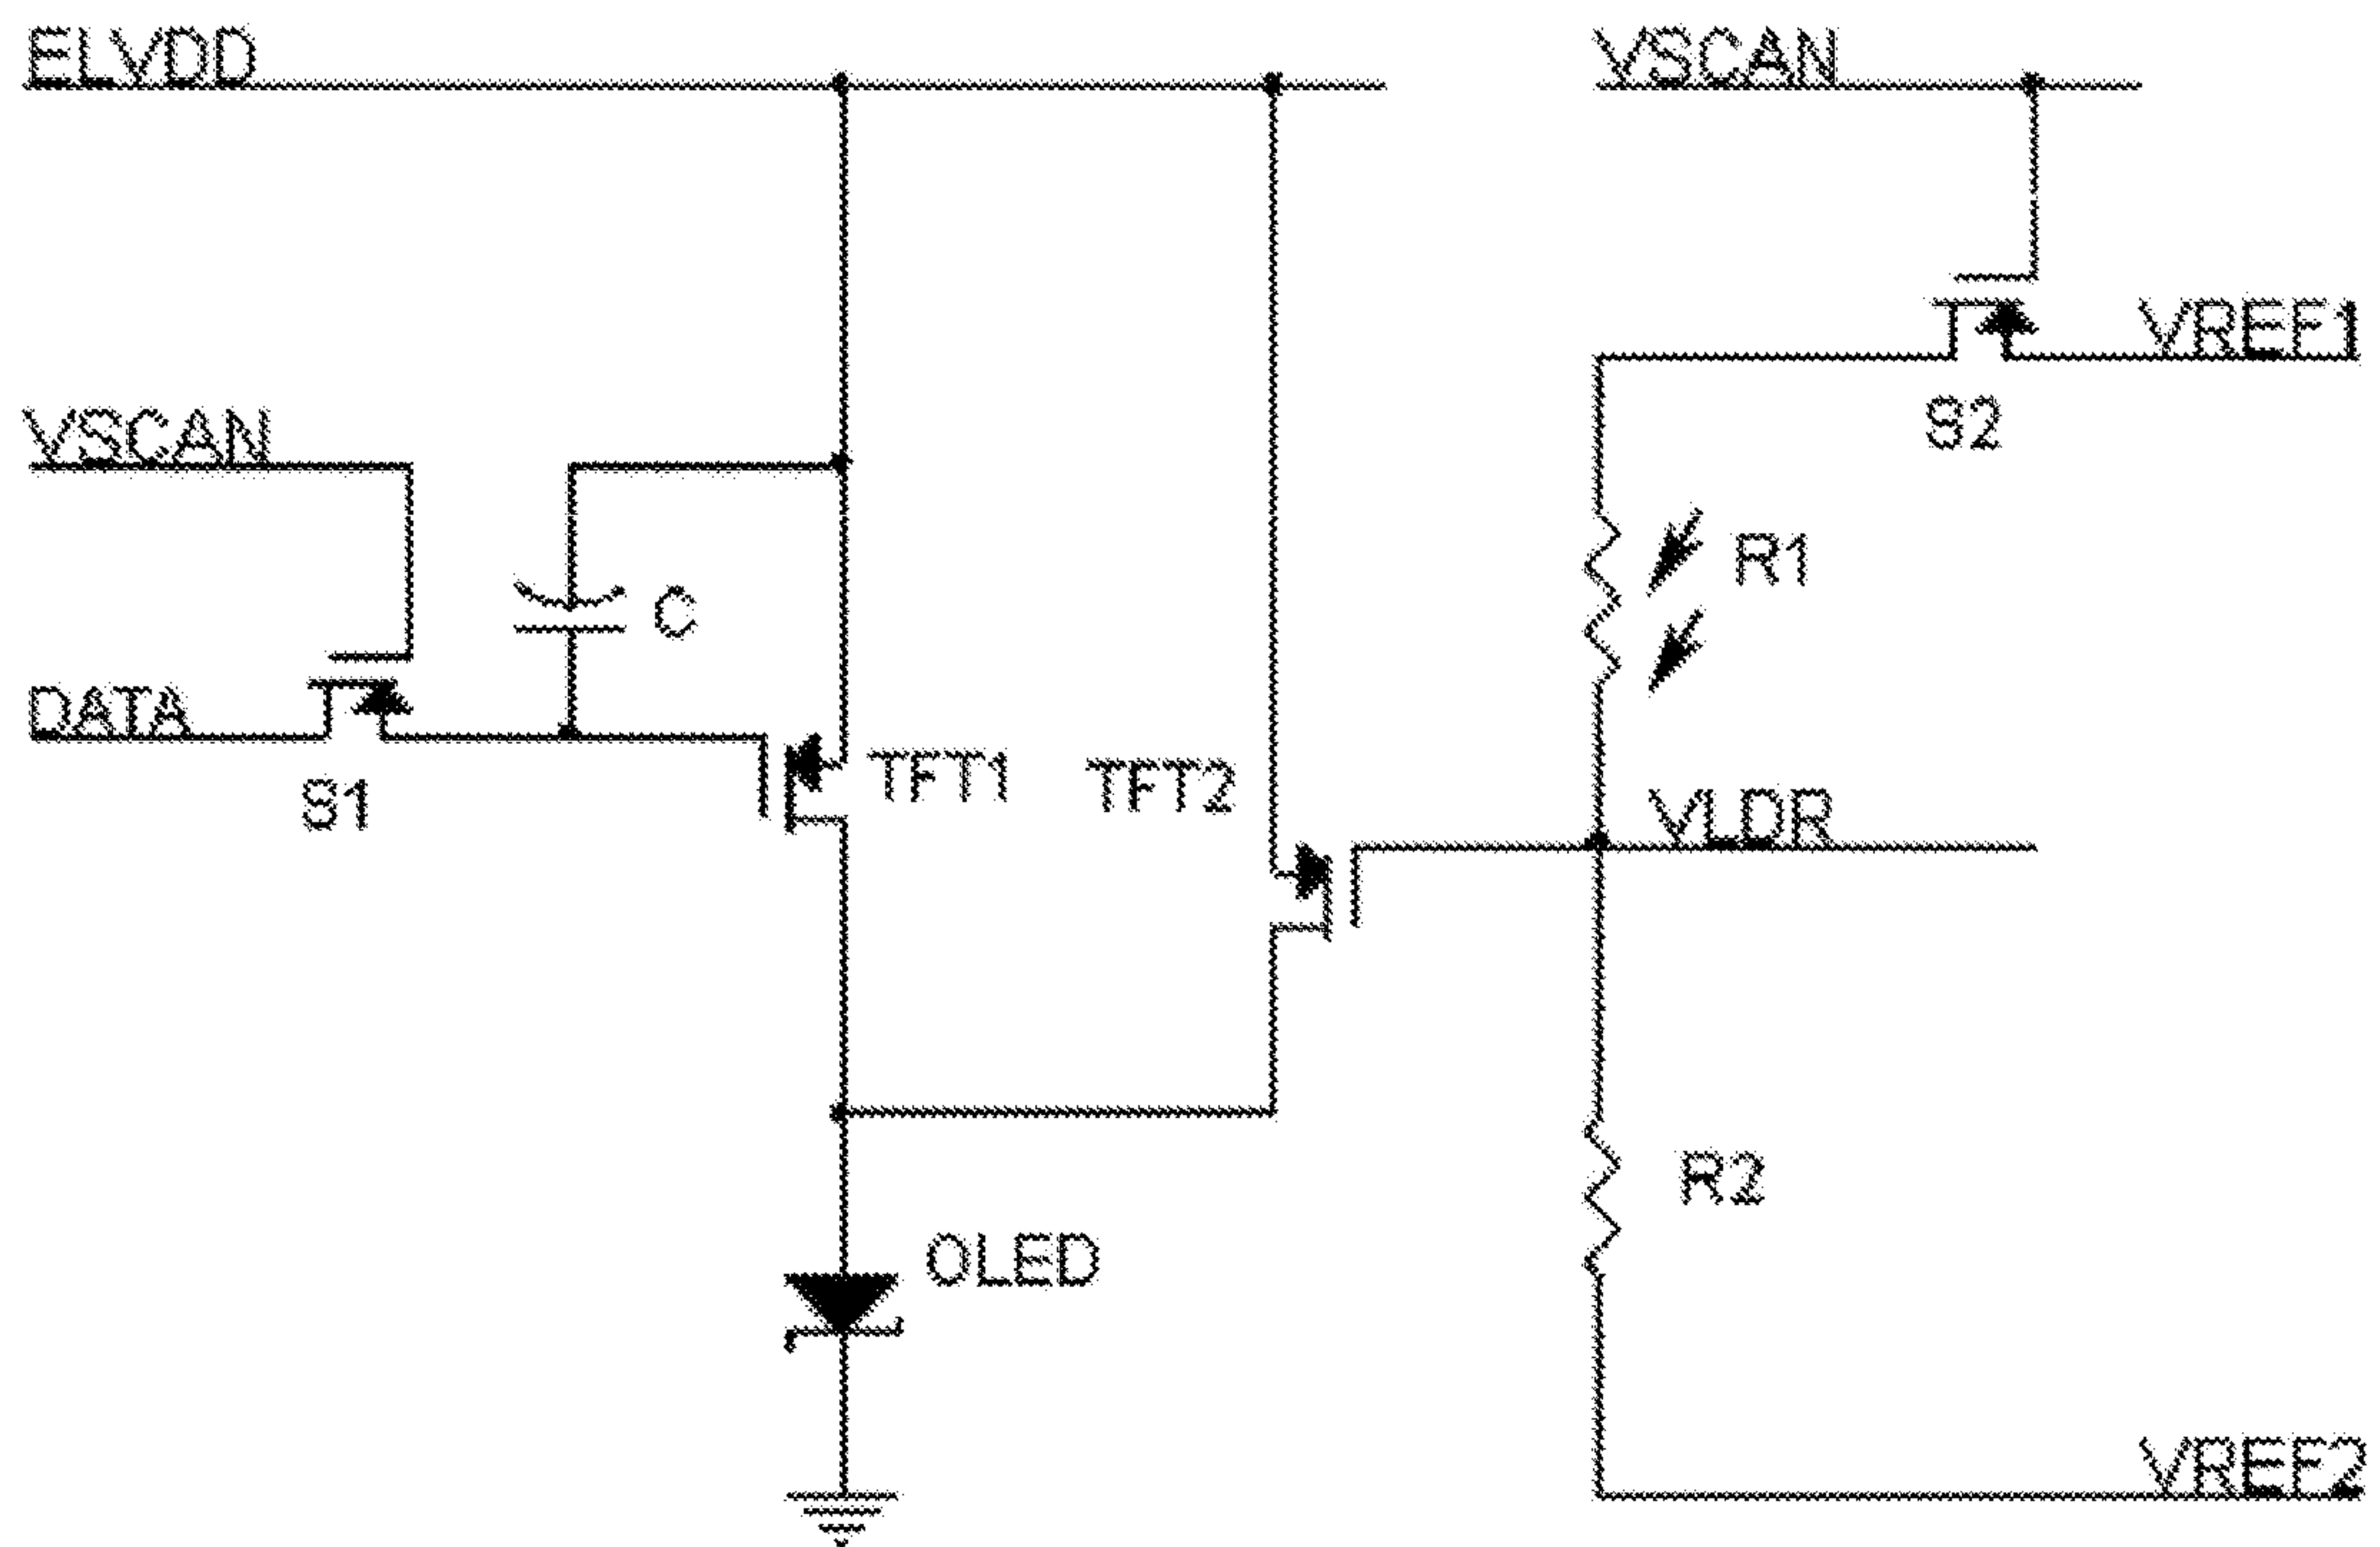 ELVDD
VSCAN
VREF1
S2
VSCAN
R1
C
DATA
TFT1
TFT2
VLDR
S1
R2
OLED
VREF2